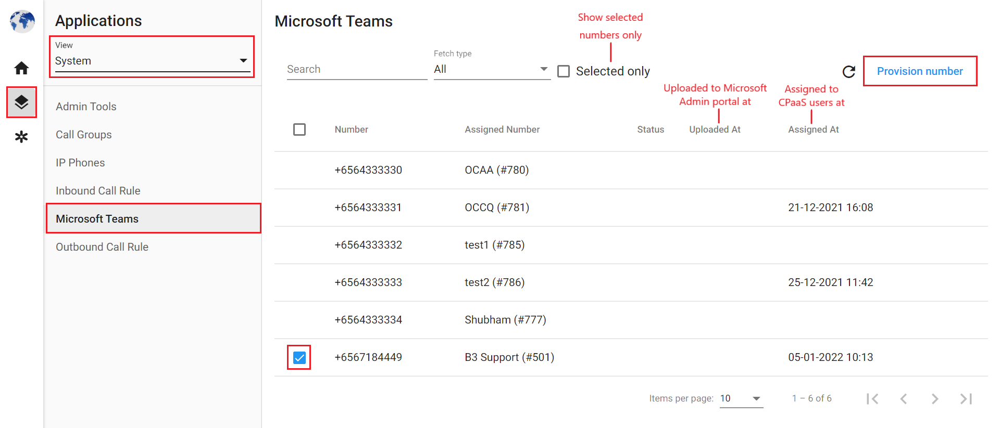 Applications
View
System
Admin Tools
Call Groups
IP Phones
Inbound Call Rule
Microsoft Teams
Outbound Call Rule
Microsoft Teams
Show selected
numbers only
Search
Fetch type
All
Selected only
Provision number
Uploaded to Microsoft
Admin portal at
Assigned to
CPaaS users at
Number Assigned Number Status Uploaded At Assigned At
+6564333330 OCAA (#780)
+6564333331 OCCQ (#781) 21-12-2021 16:08
+6564333332 test1 (#785)
+6564333333 test2 (#786) 25-12-2021 11:42
+6564333334 Shubham (#777)
+6567184449 B3 Support (#501) 05-01-2022 10:13
Items per page: 10 1 – 6 of 6